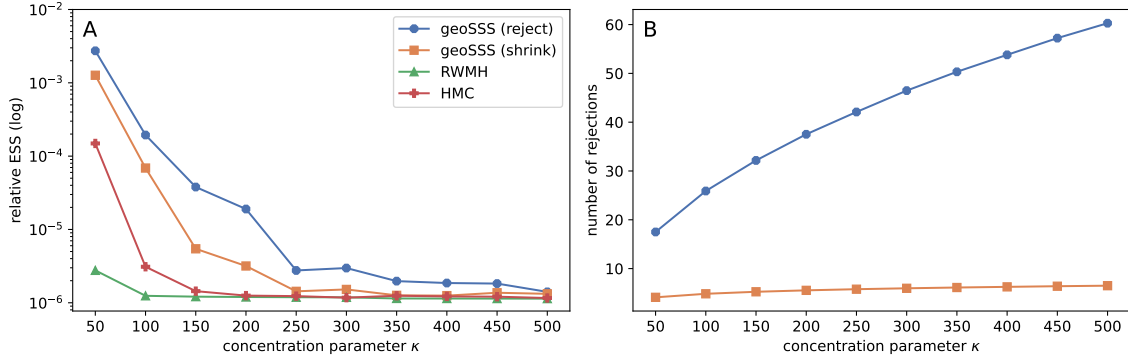 A
10⁻²
10⁻³
10⁻⁴
10⁻⁵
10⁻⁶
relative ESS (log)
geoSSS (reject)
geoSSS (shrink)
RWMH
HMC
50 100 150 200 250 300 350 400 450 500
concentration parameter κ
B
60
50
40
30
20
10
number of rejections
50 100 150 200 250 300 350 400 450 500
concentration parameter κ